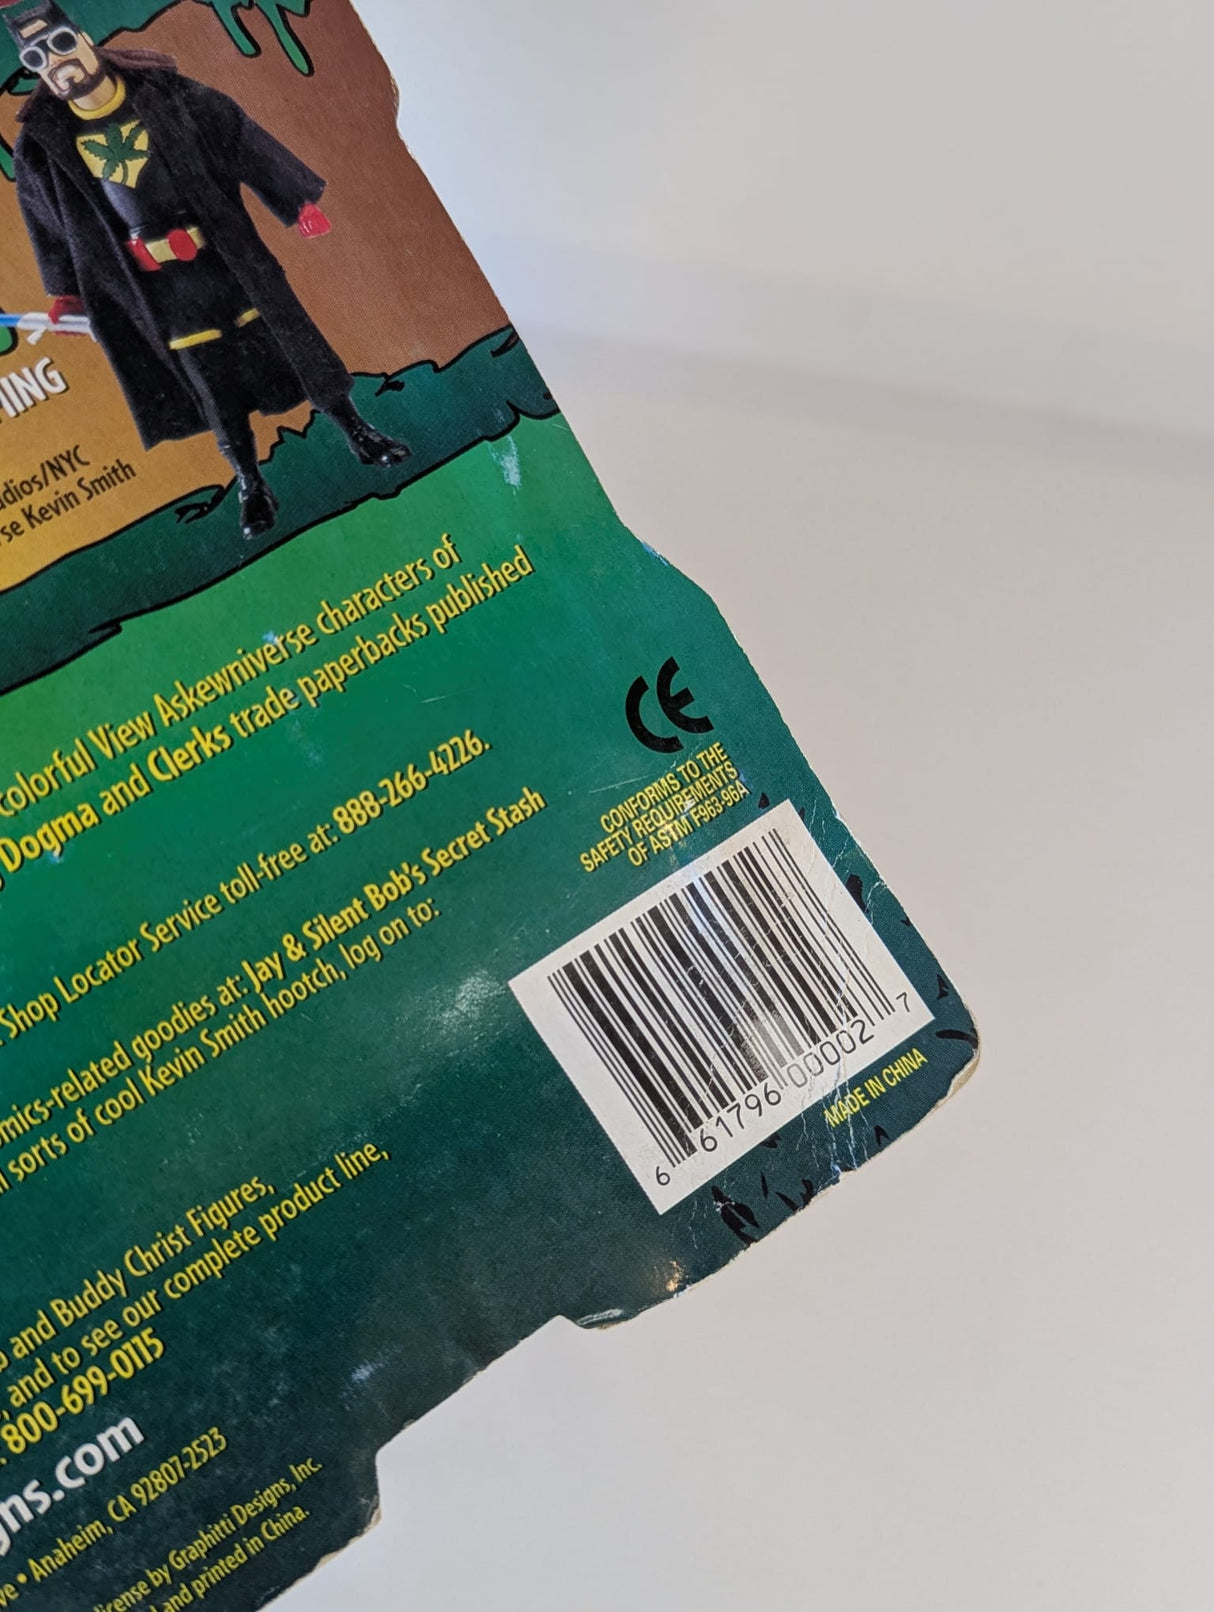 dios/NYC
se Kevin Smith
colorful View Askewniverse characters of
Dogma and Clerks trade paperbacks published
Shop Locator Service toll-free at: 888-266-4226.
mics-related goodies at: Jay & Silent Bob's Secret Stash
sorts of cool Kevin Smith hootch, log on to:
and Buddy Christ Figures,
and to see our complete product line,
800-699-0115
gns.com
ve • Anaheim, CA 92807-2523
icense by Graphitti Designs, Inc.
and printed in China.
CE
CONFORMS TO THE
SAFETY REQUIREMENTS
OF ASTM F963-96A
6 61796 00002 7
MADE IN CHINA